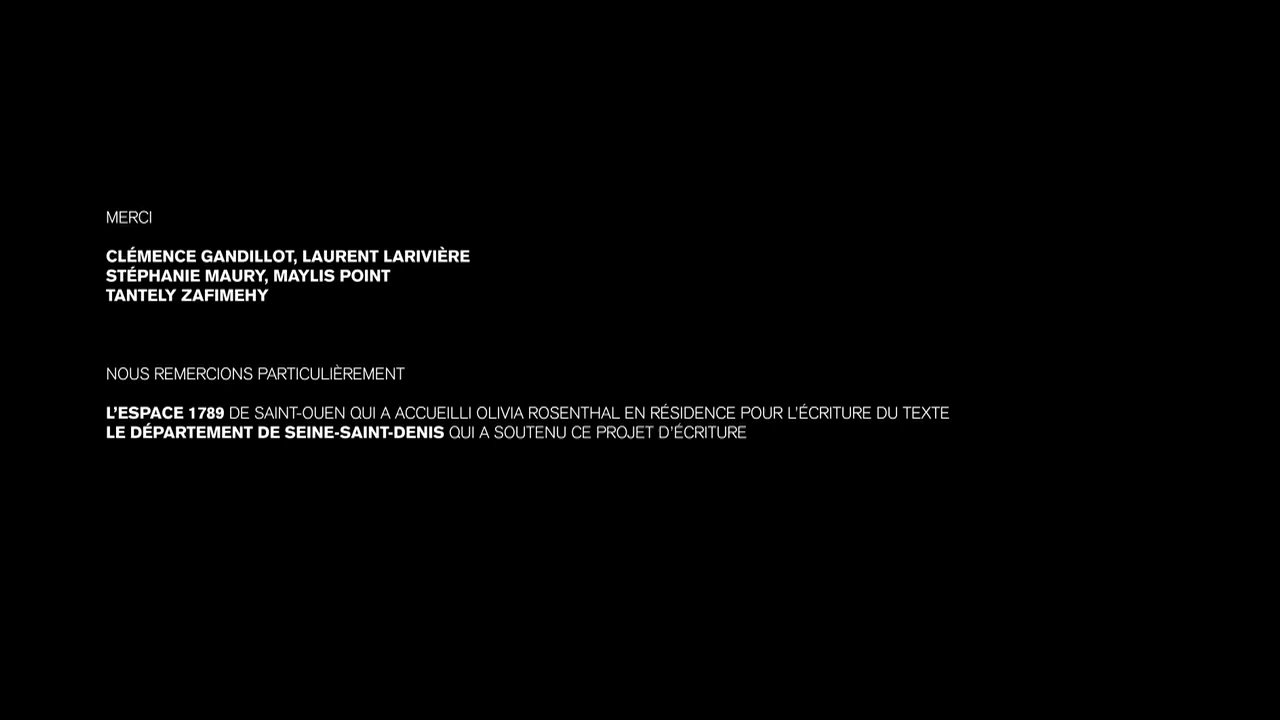 MERCI
CLÉMENCE GANDILLOT, LAURENT LARIVIÈRE
STÉPHANIE MAURY, MAYLIS POINT
TANTELY ZAFIMEHY
NOUS REMERCIONS PARTICULIÈREMENT
L’ESPACE 1789 DE SAINT-OUEN QUI A ACCUEILLI OLIVIA ROSENTHAL EN RÉSIDENCE POUR L’ÉCRITURE DU TEXTE
LE DÉPARTEMENT DE SEINE-SAINT-DENIS QUI A SOUTENU CE PROJET D’ÉCRITURE